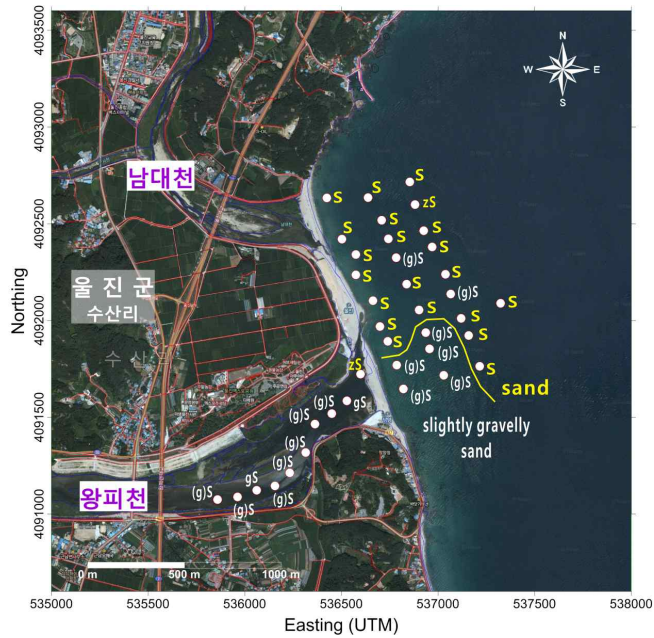 4093500
4093000
4092500
4092000
4091500
4091000
Northing
N
W E
S
남대천
울 진 군
수산리
수산
왕피천
S
S
S
zS
S
S
S
S
S
S
(g)S
S
S
S
(g)S
S
S
S
S
S
(g)S
S
S
(g)S
S
zS
(g)S
(g)S
(g)S
sand
slightly gravelly
sand
gS
(g)S
(g)S
(g)S
(g)S
gS
(g)S
(g)S
(g)S
0 m 500 m 1000 m
535000 535500 536000 536500 537000 537500 538000
Easting (UTM)